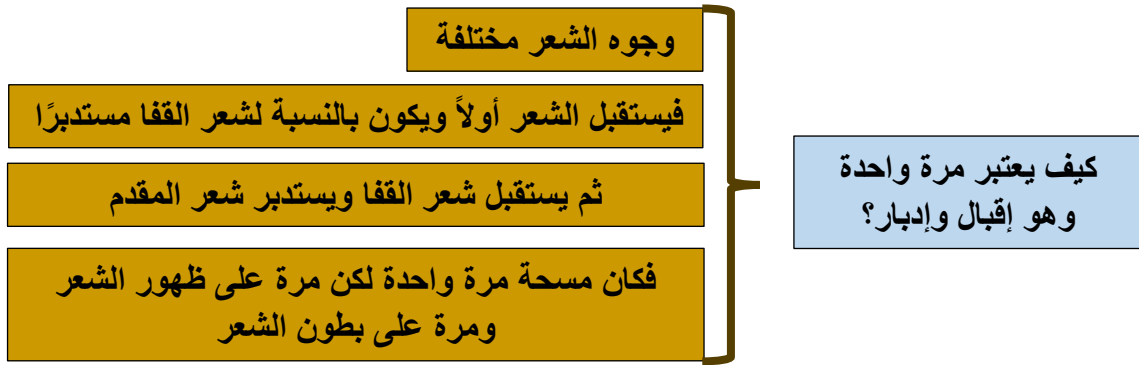 كيف يعتبر مرة واحدة
وهو إقبال وإدبار؟
وجوه الشعر مختلفة
فيستقبل الشعر أولاً ويكون بالنسبة لشعر القفا مستدبرًا
ثم يستقبل شعر القفا ويستدبر شعر المقدم
فكان مسحة مرة واحدة لكن مرة على ظهور الشعر
ومرة على بطون الشعر